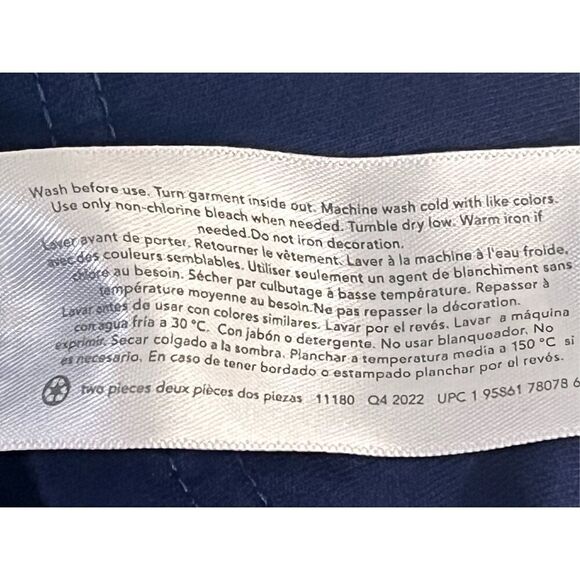 Wash before use. Turn garment inside out. Machine wash cold with like colors.
Use only non-chlorine bleach when needed. Tumble dry low. Warm iron if
needed.Do not iron decoration.
Laver avant de porter. Retourner le vêtement. Laver à la machine à l'eau froide,
avec des couleurs semblables. Utiliser seulement un agent de blanchiment sans
chlore au besoin. Sécher par culbutage à basse température. Repasser à
température moyenne au besoin.Ne pas repasser la décoration.
Lavar antes de usar con colores similares. Lavar por el revés. Lavar a máquina
con agua fría a 30 °C. Con jabón o detergente. No usar blanqueador. No
exprimir. Secar colgado a la sombra. Planchar a temperatura media a 150 °C si
es necesario. En caso de tener bordado o estampado planchar por el revés.
two pieces deux pièces dos piezas 11180 Q4 2022 UPC 1 95861 78078 6